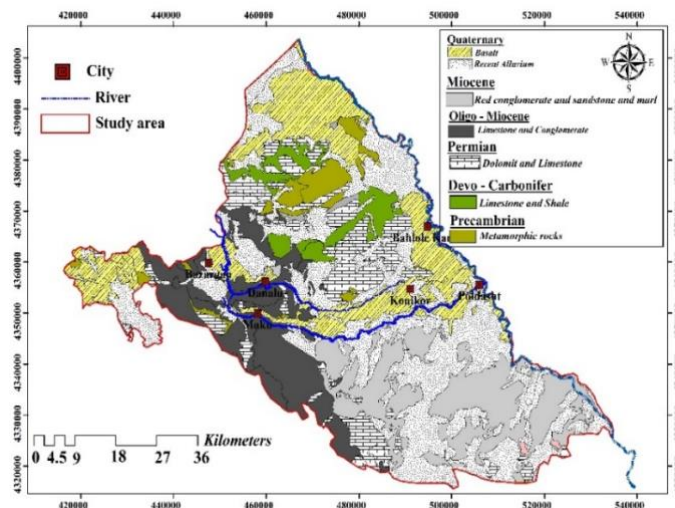 420000 440000 460000 480000 500000 520000 540000
4400000
4390000
4380000
4370000
4360000
4350000
4340000
4330000
4320000
City
River
Study area
Quaternary
Basalt
Recent Alluvium
N
W E
S
Miocene
Red conglomerate and sandstone and marl
Oligo - Miocene
Limestone and Conglomerate
Permian
Dolomit and Limestone
Devo - Carbonifer
Limestone and Shale
Precambrian
Metamorphic rocks
Bazargan
Danalu
Maku
Konikor
Poldasht
Kilometers
0 4.5 9 18 27 36
420000 440000 460000 480000 500000 520000 540000